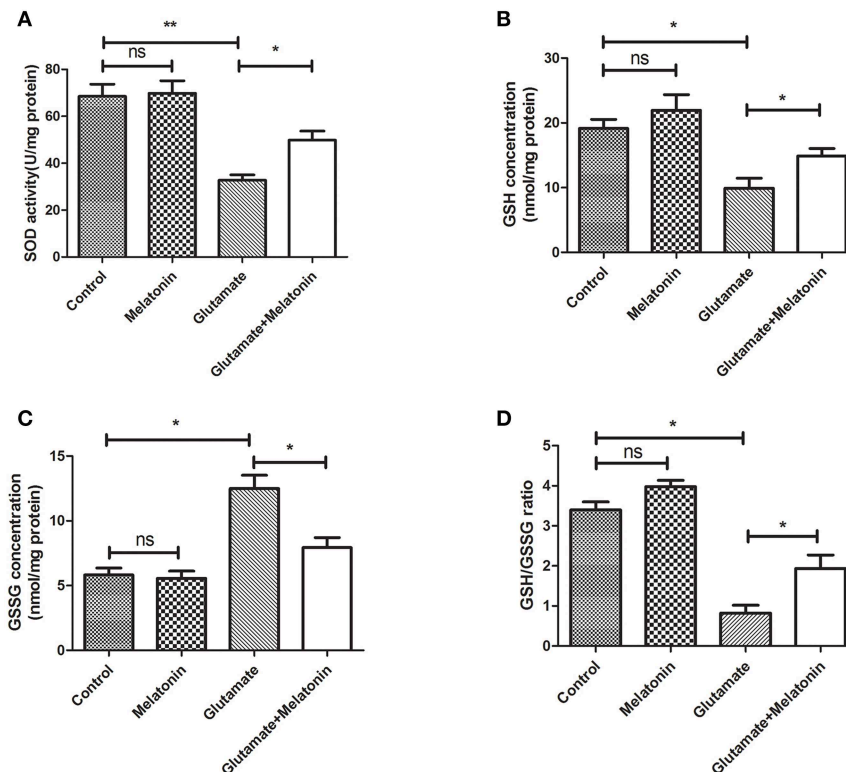 A
**
ns
*
80
60
40
20
0
SOD activity(U/mg protein)
Control
Melatonin
Glutamate
Glutamate+Melatonin
B
*
ns
*
30
20
10
0
GSH concentration
(nmol/mg protein)
Control
Melatonin
Glutamate
Glutamate+Melatonin
C
*
*
ns
15
10
5
0
GSSG concentration
(nmol/mg protein)
Control
Melatonin
Glutamate
Glutamate+Melatonin
D
*
ns
*
5
4
3
2
1
0
GSH/GSSG ratio
Control
Melatonin
Glutamate
Glutamate+Melatonin